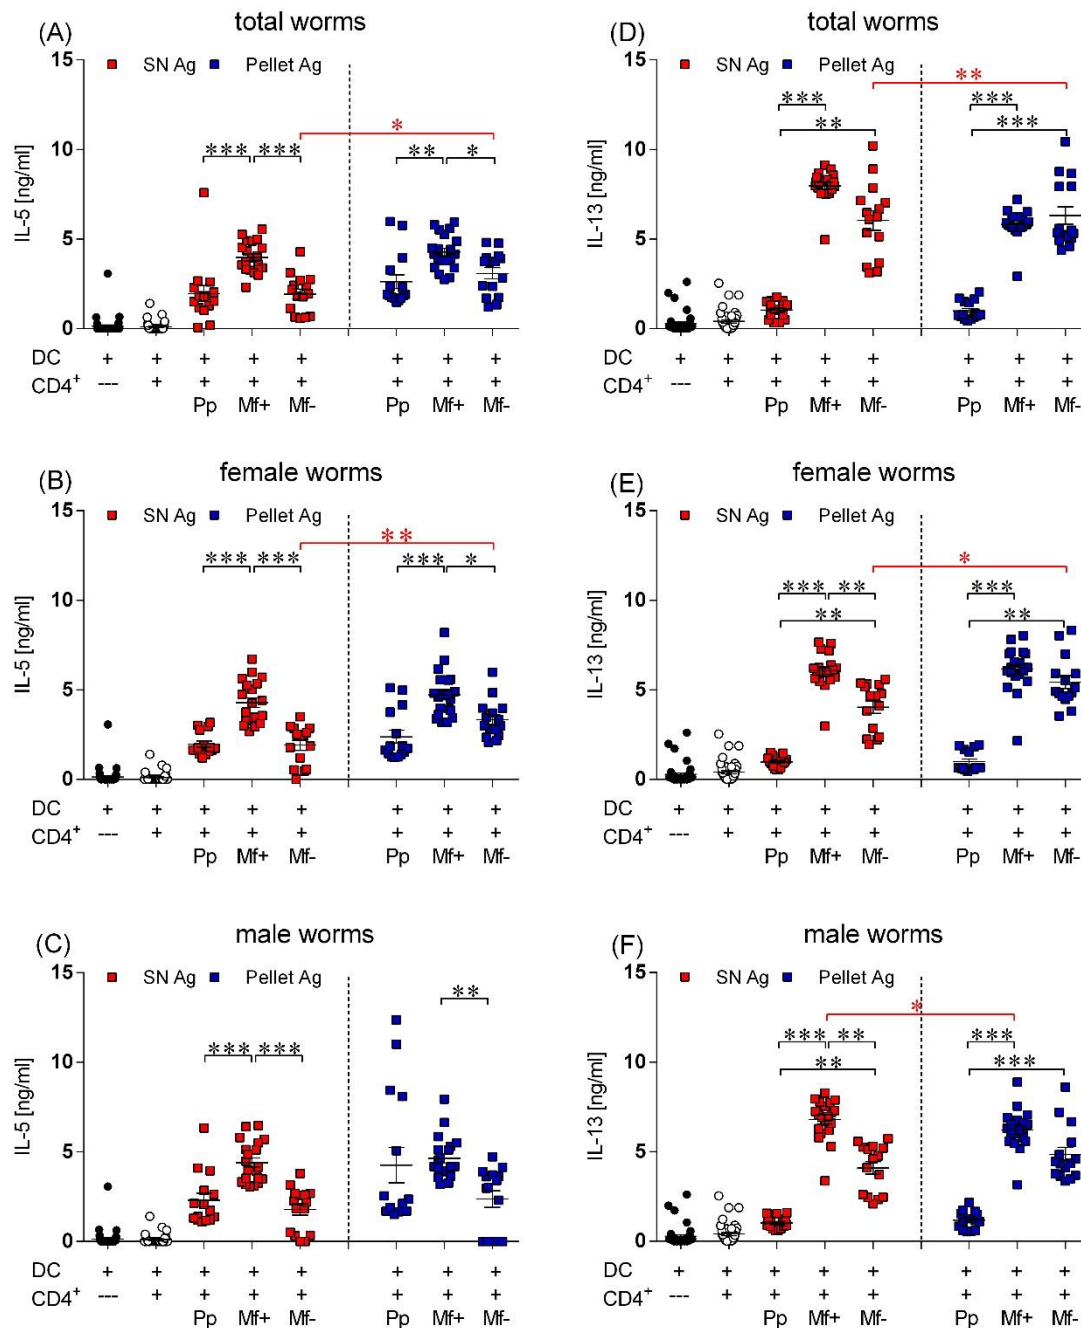 (A) total worms
SN Ag Pellet Ag
IL-5 [ng/ml]
15
10
5
0
*
*** *** ** *
DC + + + + + + + +
CD4+ --- + + + + + + +
Pp Mf+ Mf- Pp Mf+ Mf-
(D) total worms
SN Ag Pellet Ag
IL-13 [ng/ml]
15
10
5
0
**
*** ***
** ***
DC + + + + + + + +
CD4+ --- + + + + + + +
Pp Mf+ Mf- Pp Mf+ Mf-
(B) female worms
SN Ag Pellet Ag
IL-5 [ng/ml]
15
10
5
0
**
*** *** *** *
DC + + + + + + + +
CD4+ --- + + + + + + +
Pp Mf+ Mf- Pp Mf+ Mf-
(E) female worms
SN Ag Pellet Ag
IL-13 [ng/ml]
15
10
5
0
*
*** ** ***
** **
DC + + + + + + + +
CD4+ --- + + + + + + +
Pp Mf+ Mf- Pp Mf+ Mf-
(C) male worms
SN Ag Pellet Ag
IL-5 [ng/ml]
15
10
5
0
**
*** ***
DC + + + + + + + +
CD4+ --- + + + + + + +
Pp Mf+ Mf- Pp Mf+ Mf-
(F) male worms
SN Ag Pellet Ag
IL-13 [ng/ml]
15
10
5
0
*
*** ** ***
** ***
DC + + + + + + + +
CD4+ --- + + + + + + +
Pp Mf+ Mf- Pp Mf+ Mf-